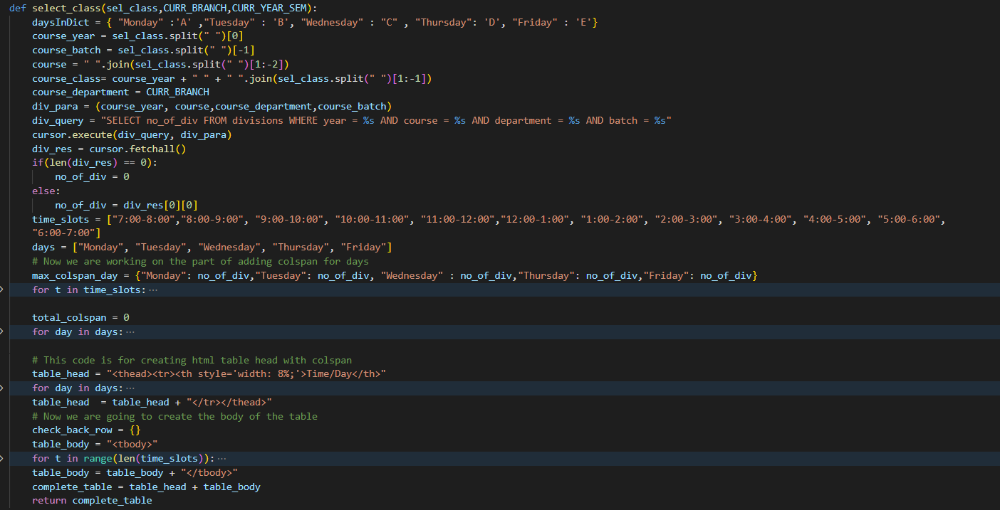 def select_class(sel_class,CURR_BRANCH,CURR_YEAR_SEM):
    daysInDict = { "Monday" :'A' ,"Tuesday" : 'B', "Wednesday" : "C" , "Thursday": 'D', "Friday" : 'E'}
    course_year = sel_class.split(" ")[0]
    course_batch = sel_class.split(" ")[-1]
    course = " ".join(sel_class.split(" ")[1:-2])
    course_class= course_year + " " + " ".join(sel_class.split(" ")[1:-1])
    course_department = CURR_BRANCH
    div_para = (course_year, course,course_department,course_batch)
    div_query = "SELECT no_of_div FROM divisions WHERE year = %s AND course = %s AND department = %s AND batch = %s"
    cursor.execute(div_query, div_para)
    div_res = cursor.fetchall()
    if(len(div_res) == 0):
        no_of_div = 0
    else:
        no_of_div = div_res[0][0]
    time_slots = ["7:00-8:00","8:00-9:00", "9:00-10:00", "10:00-11:00", "11:00-12:00","12:00-1:00", "1:00-2:00", "2:00-3:00", "3:00-4:00", "4:00-5:00", "5:00-6:00",
    "6:00-7:00"]
    days = ["Monday", "Tuesday", "Wednesday", "Thursday", "Friday"]
    # Now we are working on the part of adding colspan for days
    max_colspan_day = {"Monday": no_of_div,"Tuesday": no_of_div, "Wednesday" : no_of_div,"Thursday": no_of_div,"Friday": no_of_div}
    for t in time_slots:···

    total_colspan = 0
    for day in days:···

    # This code is for creating html table head with colspan
    table_head = "<thead><tr><th style='width: 8%;'>Time/Day</th>"
    for day in days:···
    table_head  = table_head + "</tr></thead>"
    # Now we are going to create the body of the table
    check_back_row = {}
    table_body = "<tbody>"
    for t in range(len(time_slots)):···
    table_body = table_body + "</tbody>"
    complete_table = table_head + table_body
    return complete_table